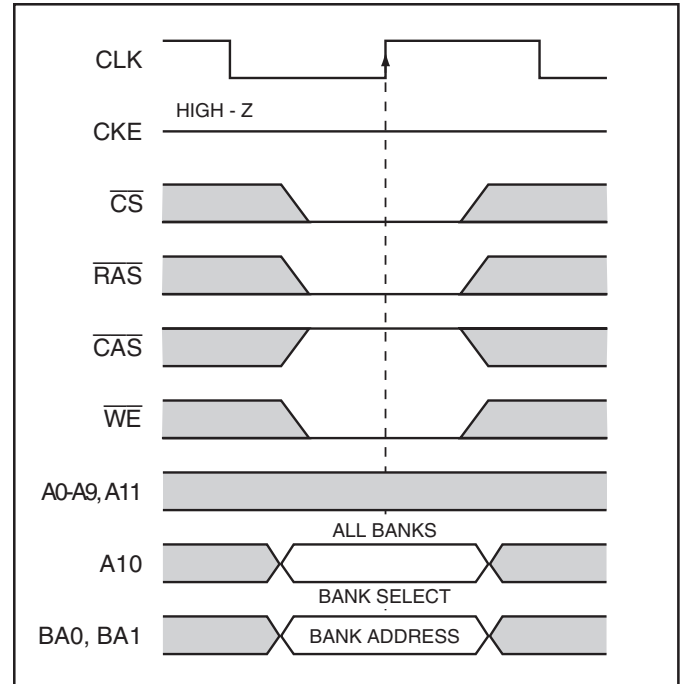 CLK
HIGH - Z
CKE
CS
RAS
CAS
WE
A0-A9, A11
ALL BANKS
A10
BANK SELECT
BA0, BA1
BANK ADDRESS